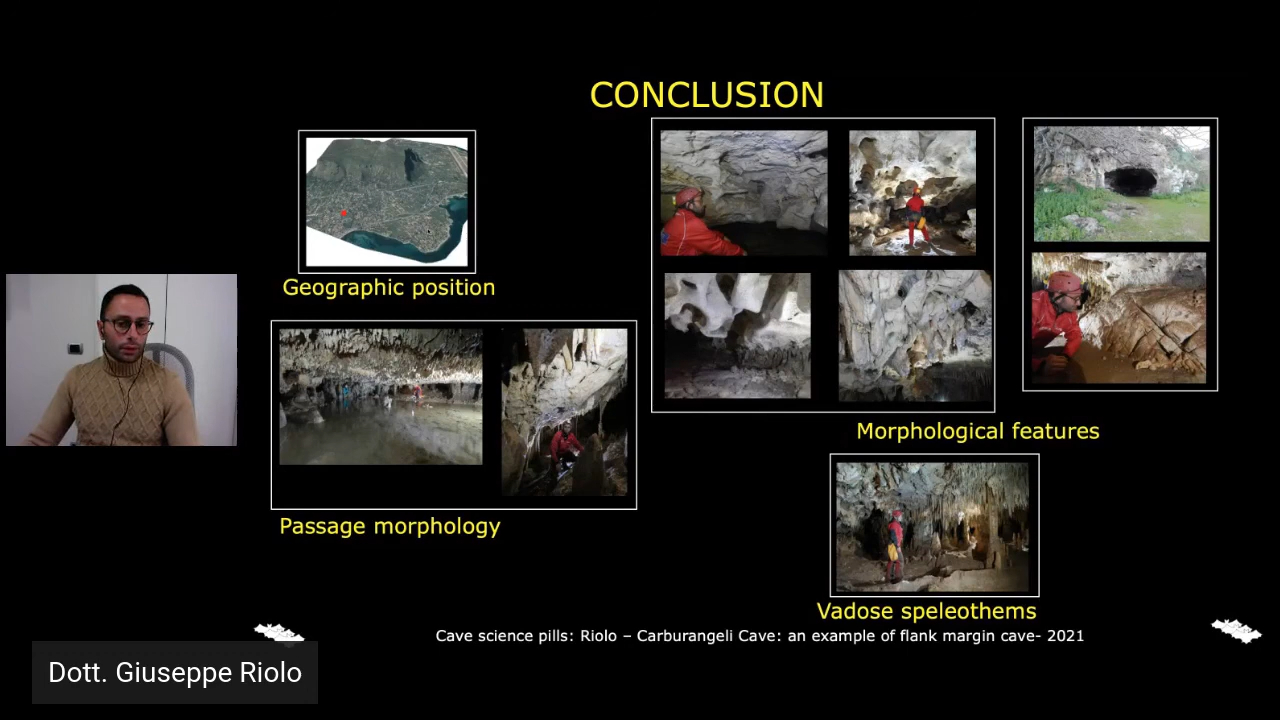 CONCLUSION
Geographic position
Passage morphology
Morphological features
Vadose speleothems
Cave science pills: Riolo – Carburangeli Cave: an example of flank margin cave- 2021
Dott. Giuseppe Riolo